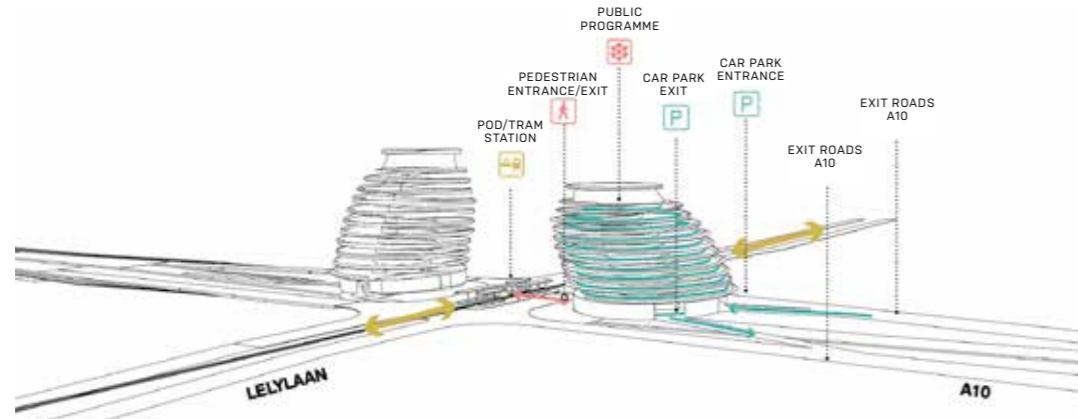 PUBLIC
PROGRAMME
PEDESTRIAN
ENTRANCE/EXIT
POD/TRAM
STATION
CAR PARK
EXIT
P
CAR PARK
ENTRANCE
P
EXIT ROADS
A10
EXIT ROADS
A10
LELYLAAN
A10